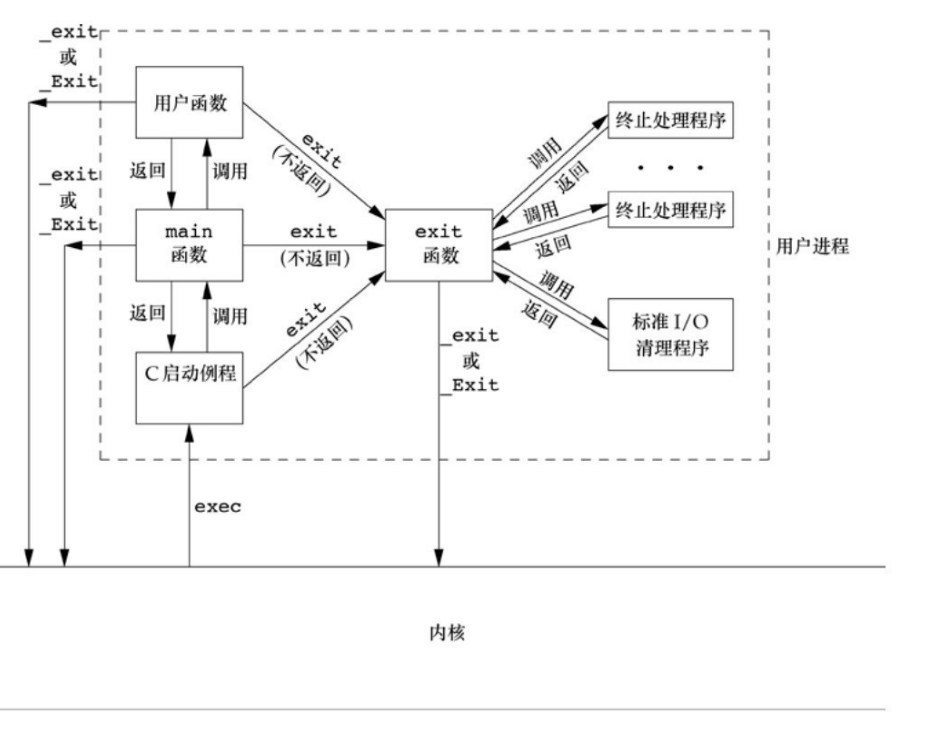 _exit
或
_Exit
用户函数
终止处理程序
exit
(不返回)
调用
返回
. . .
返回
调用
_exit
或
_Exit
main
函数
exit
(不返回)
exit
函数
调用
返回
终止处理程序
用户进程
调用
返回
标准 I/O
清理程序
返回
调用
exit
(不返回)
_exit
或
_Exit
C启动例程
exec
内核